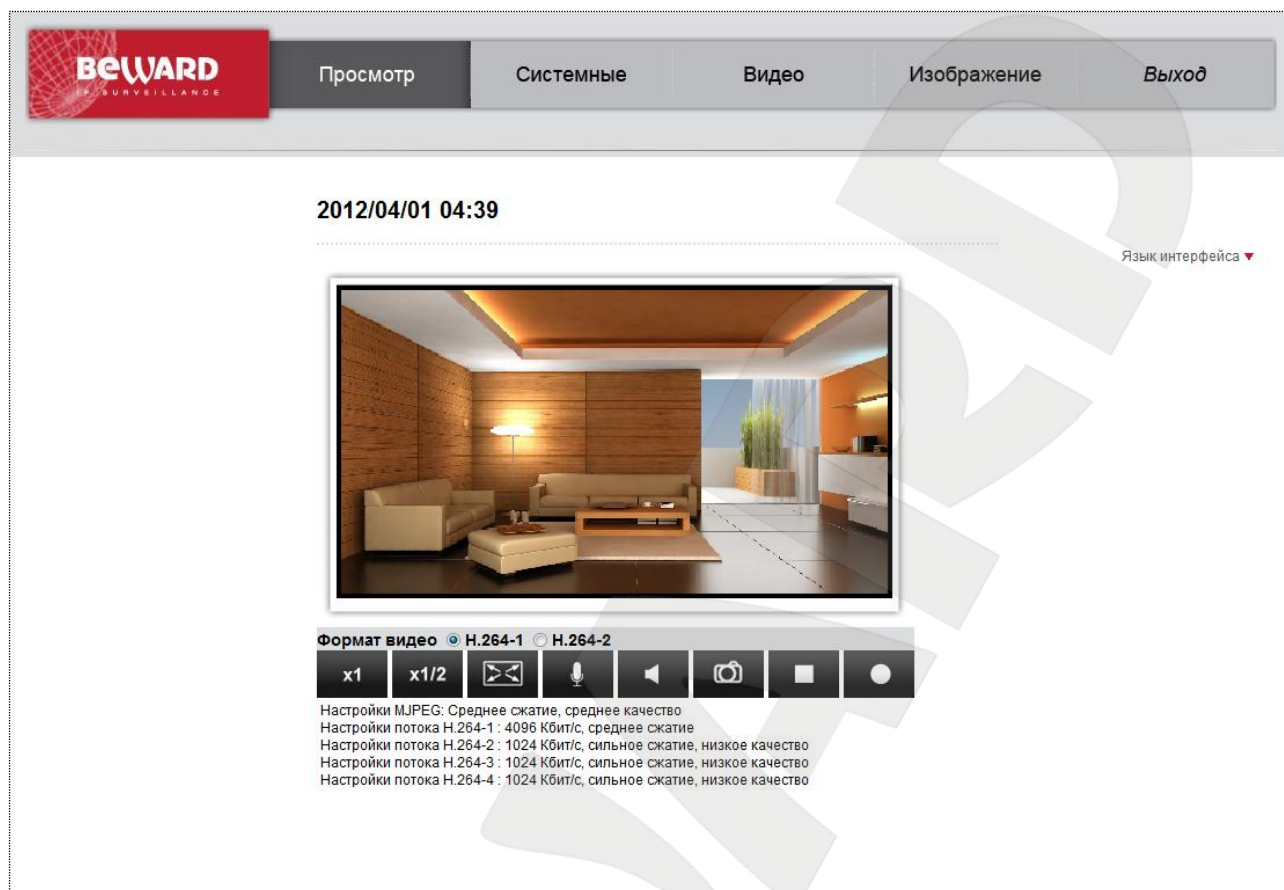 BEWARD
IP SURVEILLANCE
Просмотр Системные Видео Изображение Выход
2012/04/01 04:39
Язык интерфейса
Формат видео H.264-1 H.264-2
x1 x1/2
Настройки MJPEG: Среднее сжатие, среднее качество
Настройки потока H.264-1 : 4096 Кбит/с, среднее сжатие
Настройки потока H.264-2 : 1024 Кбит/с, сильное сжатие, низкое качество
Настройки потока H.264-3 : 1024 Кбит/с, сильное сжатие, низкое качество
Настройки потока H.264-4 : 1024 Кбит/с, сильное сжатие, низкое качество